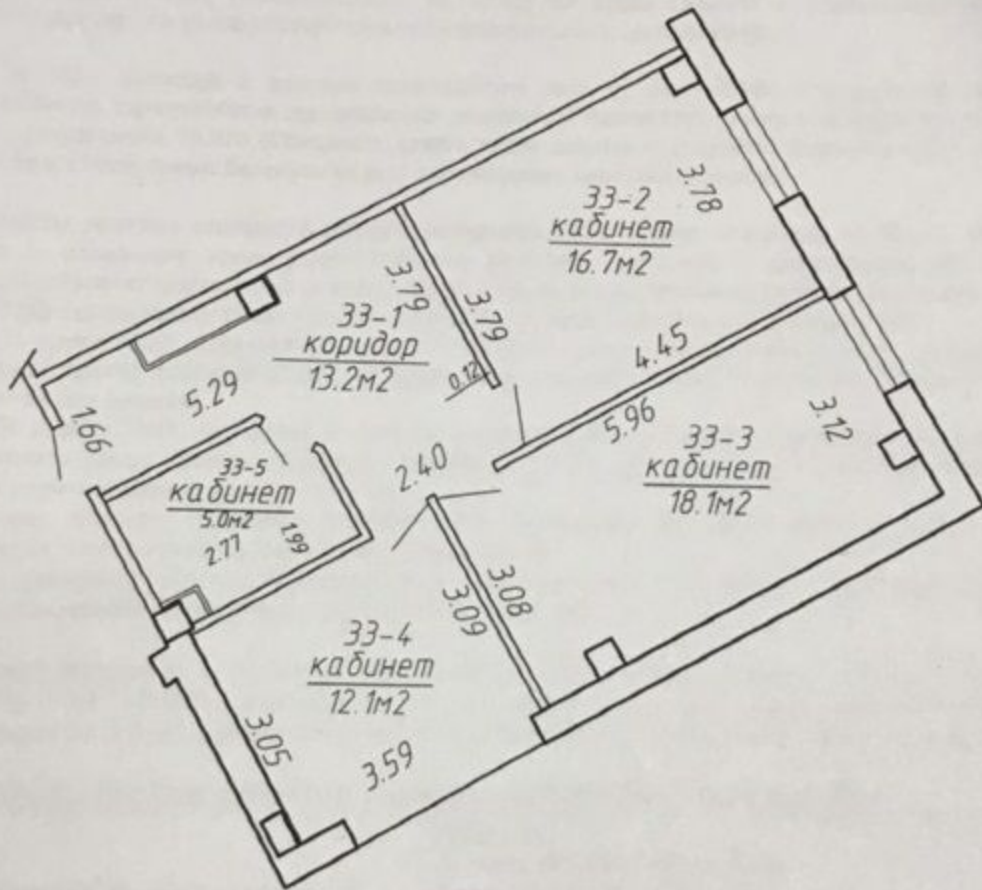 33-2
кабинет
16.7м2
3.78
33-1
коридор
13.2м2
3.79
3.79
0.12
4.45
5.29
1.66
5.96
33-3
кабинет
18.1м2
3.12
33-5
кабинет
5.0м2
2.77
1.99
2.40
3.08
3.09
33-4
кабинет
12.1м2
3.05
3.59